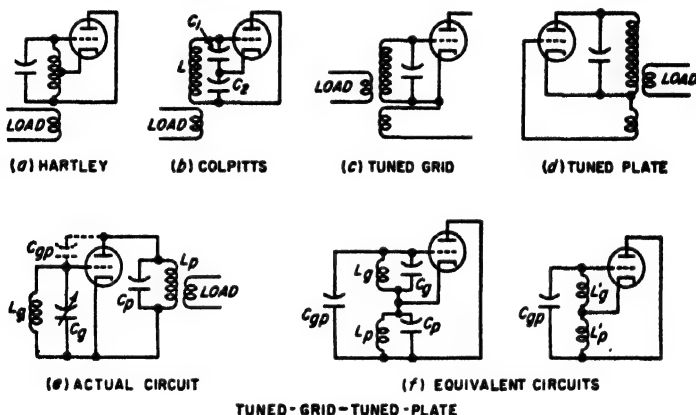 C₁
L
C₂
LOAD
LOAD
LOAD
LOAD
(a) HARTLEY
(b) COLPITTS
(c) TUNED GRID
(d) TUNED PLATE
Cgp
Lp
Cp
LOAD
Lg
Cg
Lg
Cg
Cgp
Lp
Cp
Cgp
L'g
L'p
(e) ACTUAL CIRCUIT
(f) EQUIVALENT CIRCUITS
TUNED-GRID-TUNED-PLATE